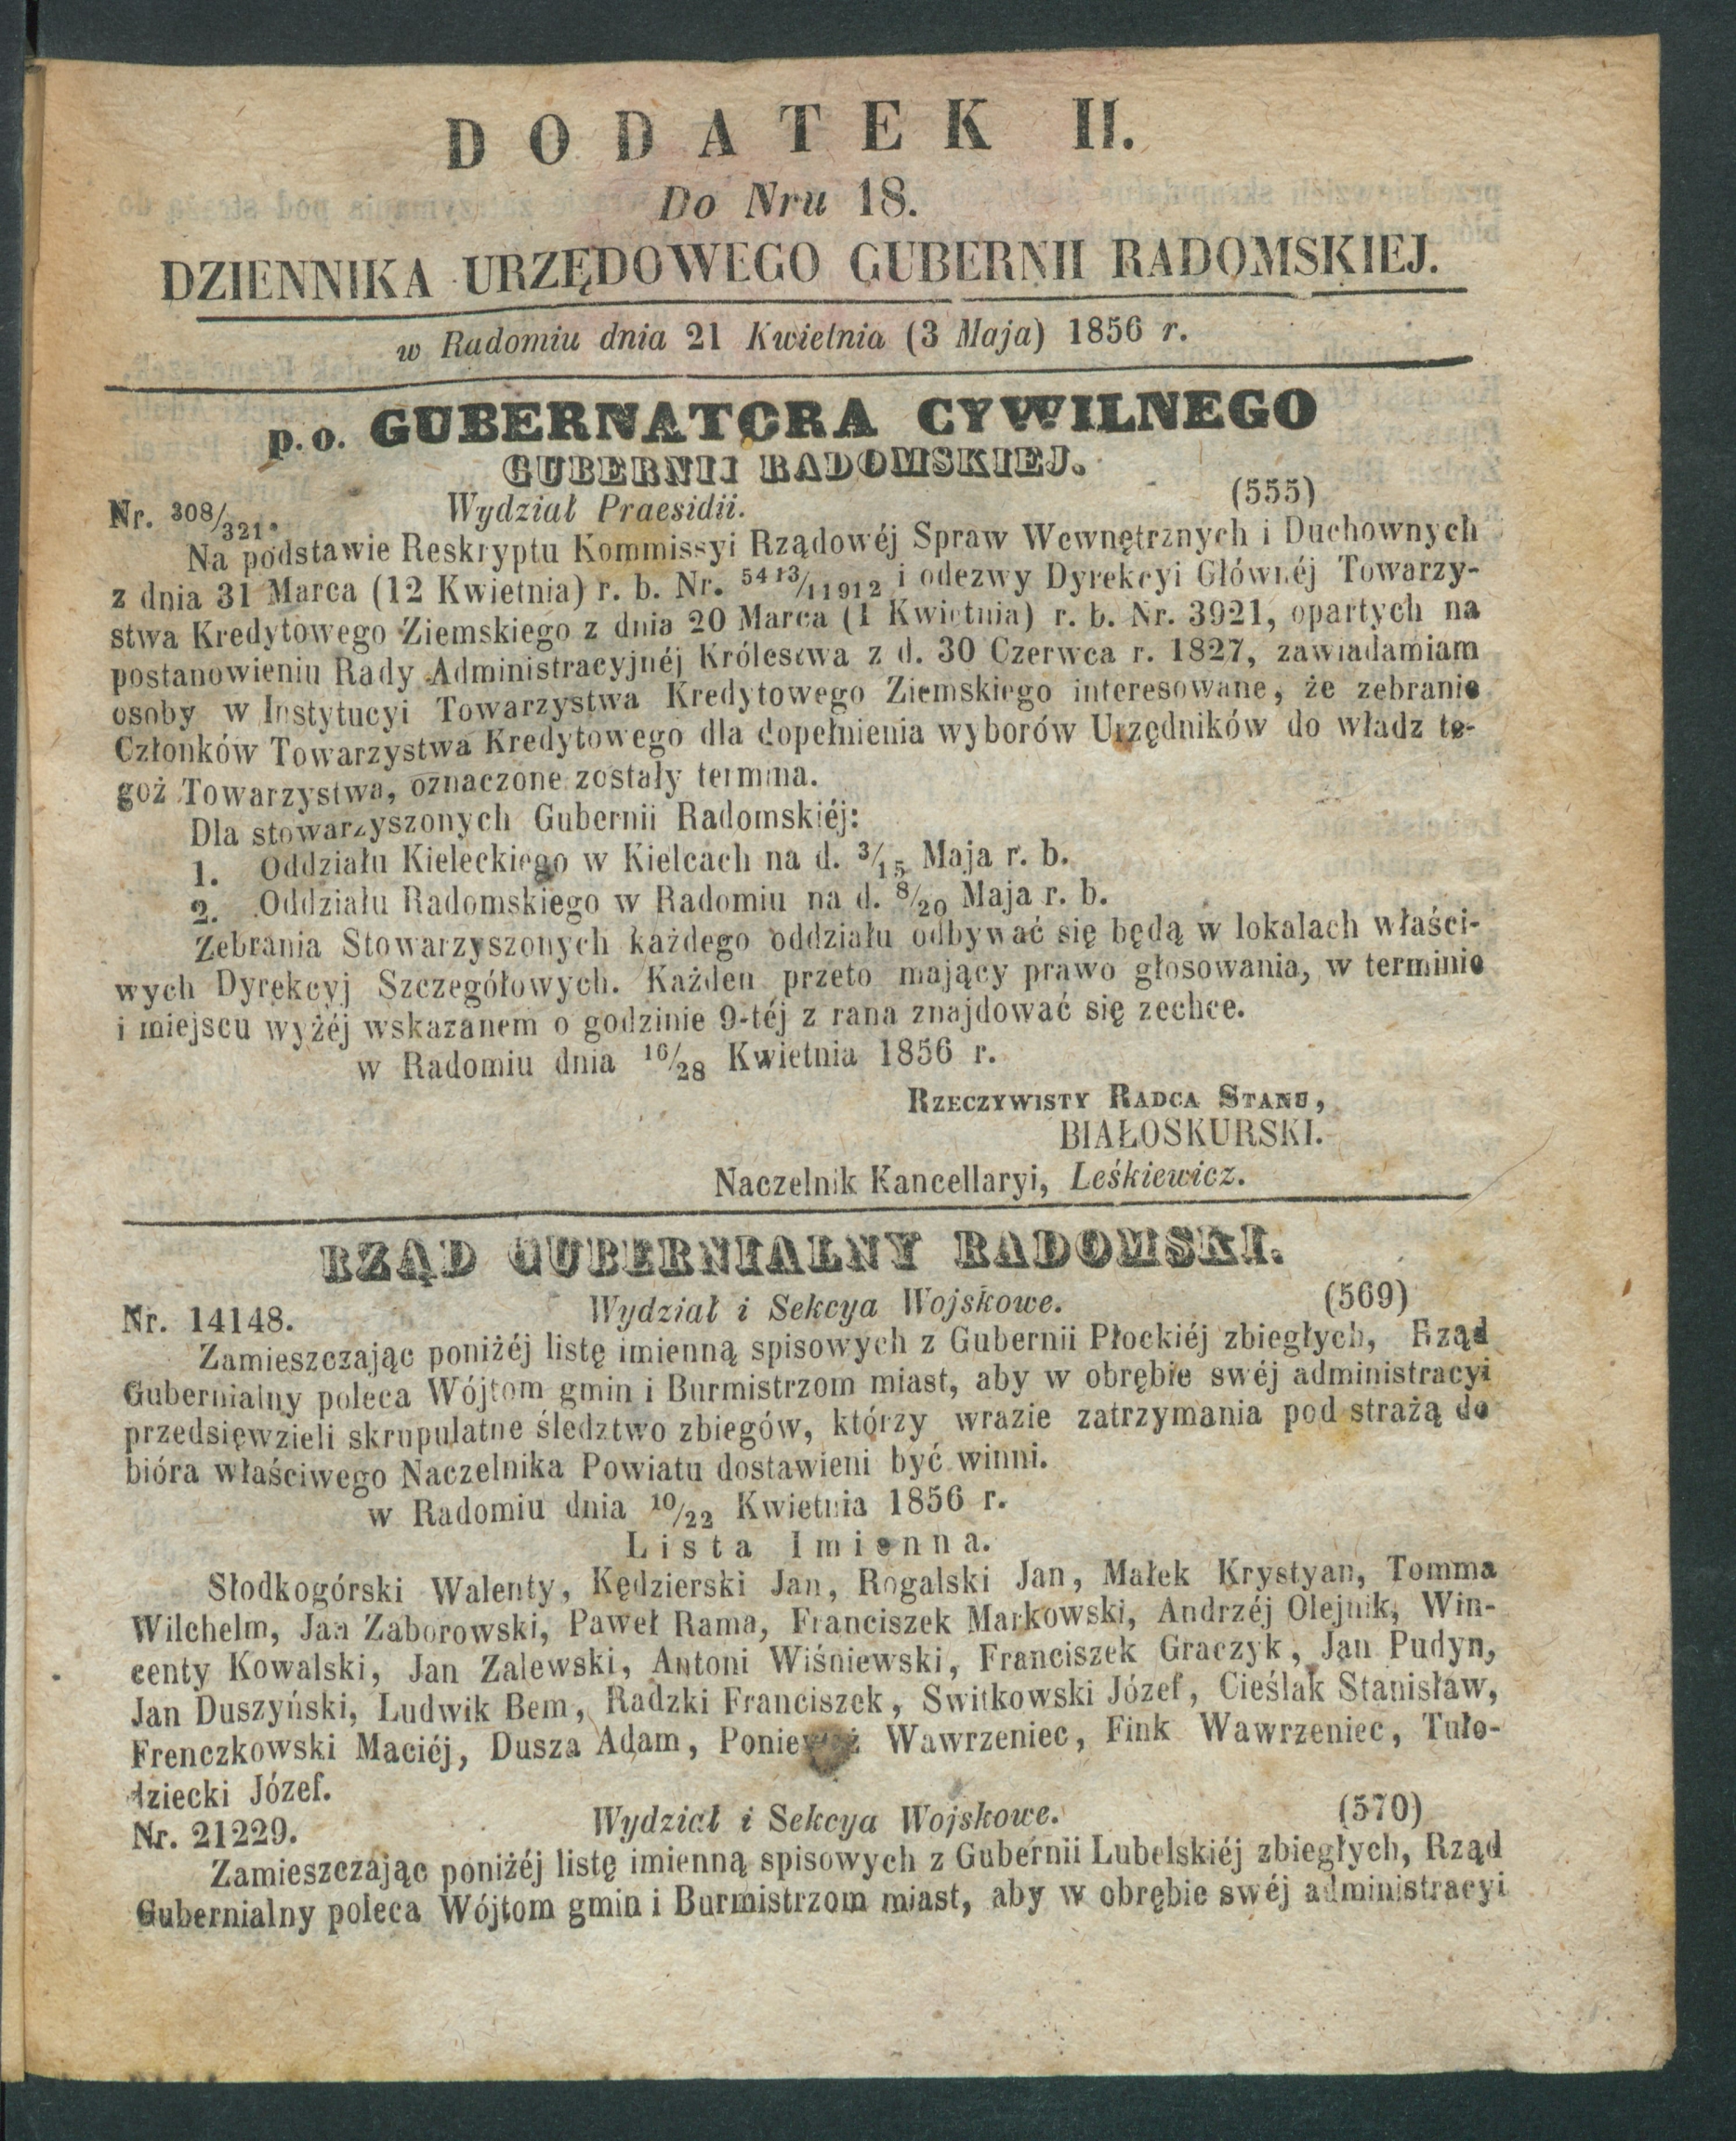 DODATEK II.
Do Nru 18.
DZIENNIKA URZĘDOWEGO GUBERNII RADOMSKIEJ.
w Radomiu dnia 21 Kwietnia (3 Maja) 1856 r.
p. o. GUBERNATORA CYWILNEGO
GUBERNII RADOMSKIEJ.
Nr. 308/321. Wydział Praesidii. (555)
Na podstawie Reskryptu Kommissyi Rządowéj Spraw Wewnętrznych i Duchownych
z dnia 31 Marca (12 Kwietnia) r. b. Nr. 5413/11912 i odezwy Dyrekcyi Głównéj Towarzy-
stwa Kredytowego Ziemskiego z dnia 20 Marca (1 Kwietnia) r. b. Nr. 3921, opartych na
postanowieniu Rady Administracyjnéj Królestwa z d. 30 Czerwca r. 1827, zawiadamiam
osoby w Instytucyi Towarzystwa Kredytowego Ziemskiego interesowane, że zebranie
Członków Towarzystwa Kredytowego dla dopełnienia wyborów Urzędników do władz te-
goż Towarzystwa, oznaczone zostały termina.
Dla stowarzyszonych Gubernii Radomskiéj:
1. Oddziału Kieleckiego w Kielcach na d. 3/15 Maja r. b.
2. Oddziału Radomskiego w Radomiu na d. 8/20 Maja r. b.
Zebrania Stowarzyszonych każdego oddziału odbywać się będą w lokalach właści-
wych Dyrekcyj Szczegółowych. Każden przeto mający prawo głosowania, w terminie
i miejscu wyżéj wskazanem o godzinie 9-téj z rana znajdować się zechce.
w Radomiu dnia 16/28 Kwietnia 1856 r.
RZECZYWISTY RADCA STANU,
BIAŁOSKURSKI.
Naczelnik Kancellaryi, Leśkiewicz.
RZĄD GUBERNIALNY RADOMSKI.
Nr. 14148. Wydział i Sekcya Wojskowe. (569)
Zamieszczając poniżéj listę imienną spisowych z Gubernii Płockiéj zbiegłych, Rząd
Gubernialny poleca Wójtom gmin i Burmistrzom miast, aby w obrębie swéj administracyi
przedsięwzieli skrupulatne śledztwo zbiegów, którzy wrazie zatrzymania pod strażą do
bióra właściwego Naczelnika Powiatu dostawieni być winni.
w Radomiu dnia 10/22 Kwietnia 1856 r.
Lista Imienna.
Słodkogórski Walenty, Kędzierski Jan, Rogalski Jan, Małek Krystyan, Tomma
Wilchelm, Jan Zaborowski, Paweł Rama, Franciszek Markowski, Andrzéj Olejnik, Win-
centy Kowalski, Jan Zalewski, Antoni Wiśniewski, Franciszek Graczyk, Jan Pudyn,
Jan Duszyński, Ludwik Bem, Radzki Franciszek, Switkowski Józef, Cieślak Stanisław,
Frenczkowski Maciéj, Dusza Adam, Wawrzeniec, Fink Wawrzeniec, Tuło-
dziecki Józef.
Nr. 21229. Wydział i Sekcya Wojskowe. (570)
Zamieszczając poniżéj listę imienną spisowych z Gubernii Lubelskiéj zbiegłych, Rząd
Gubernialny poleca Wójtom gmin i Burmistrzom miast, aby w obrębie swéj administracyi